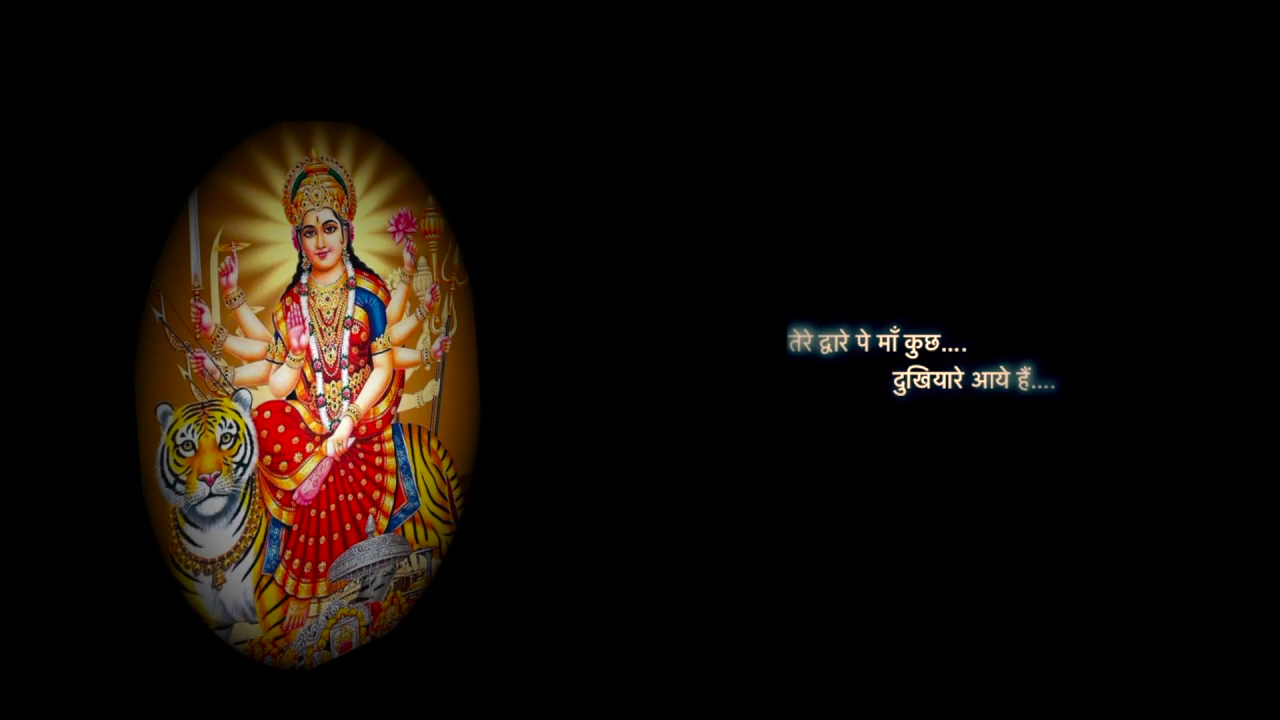 तेरे द्वारे पे माँ कुछ....
दुखियारे आये हैं....